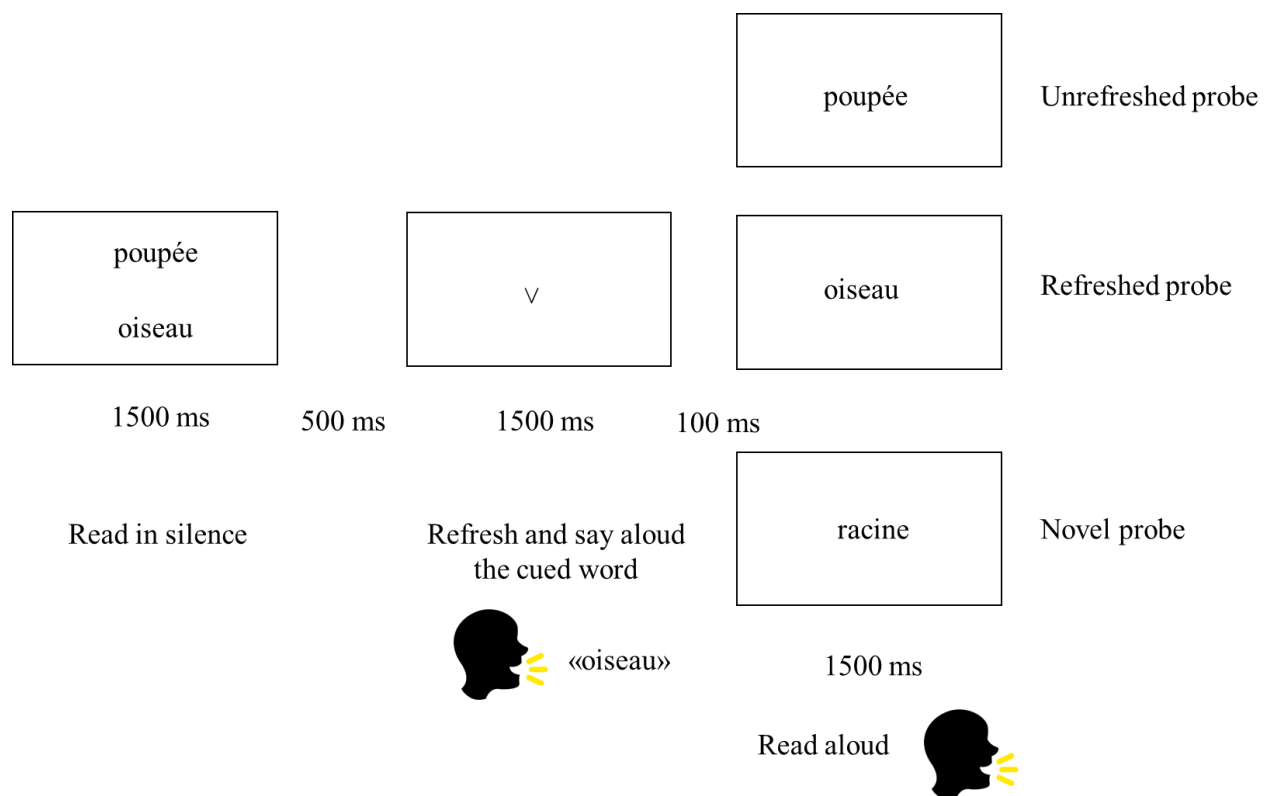 poupée
Unrefreshed probe
poupée
oiseau
∨
oiseau
Refreshed probe
1500 ms
500 ms
1500 ms
100 ms
racine
Novel probe
Read in silence
Refresh and say aloud
the cued word
«oiseau»
1500 ms
Read aloud